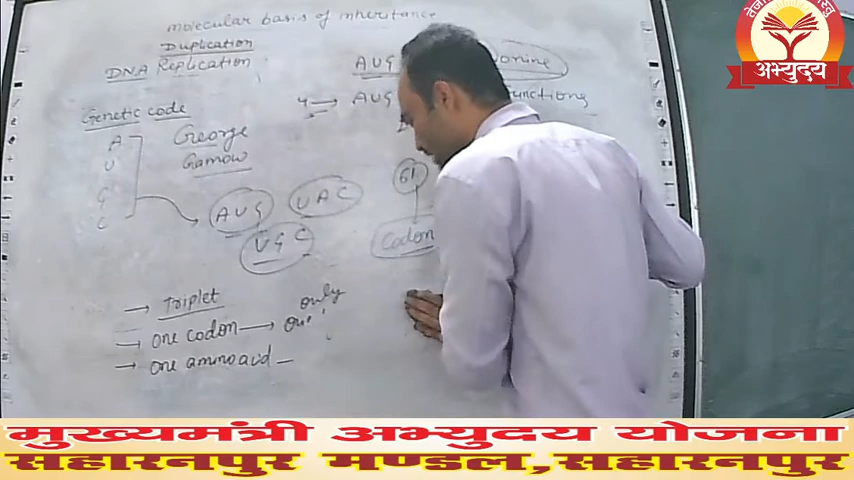 molecular basis of inheritance
Duplication
DNA Replication
Genetic code
A
U
G
C
George
Gamow
AUG
UAC
UGC
AUG
onine
4 → AUG
Functions
61
Codon
→ Triplet
→ one codon → only
one
→ one amino acid —
अभ्युदय
मुख्यमंत्री अभ्युदय योजना
सहारनपुर मण्डल,सहारनपुर